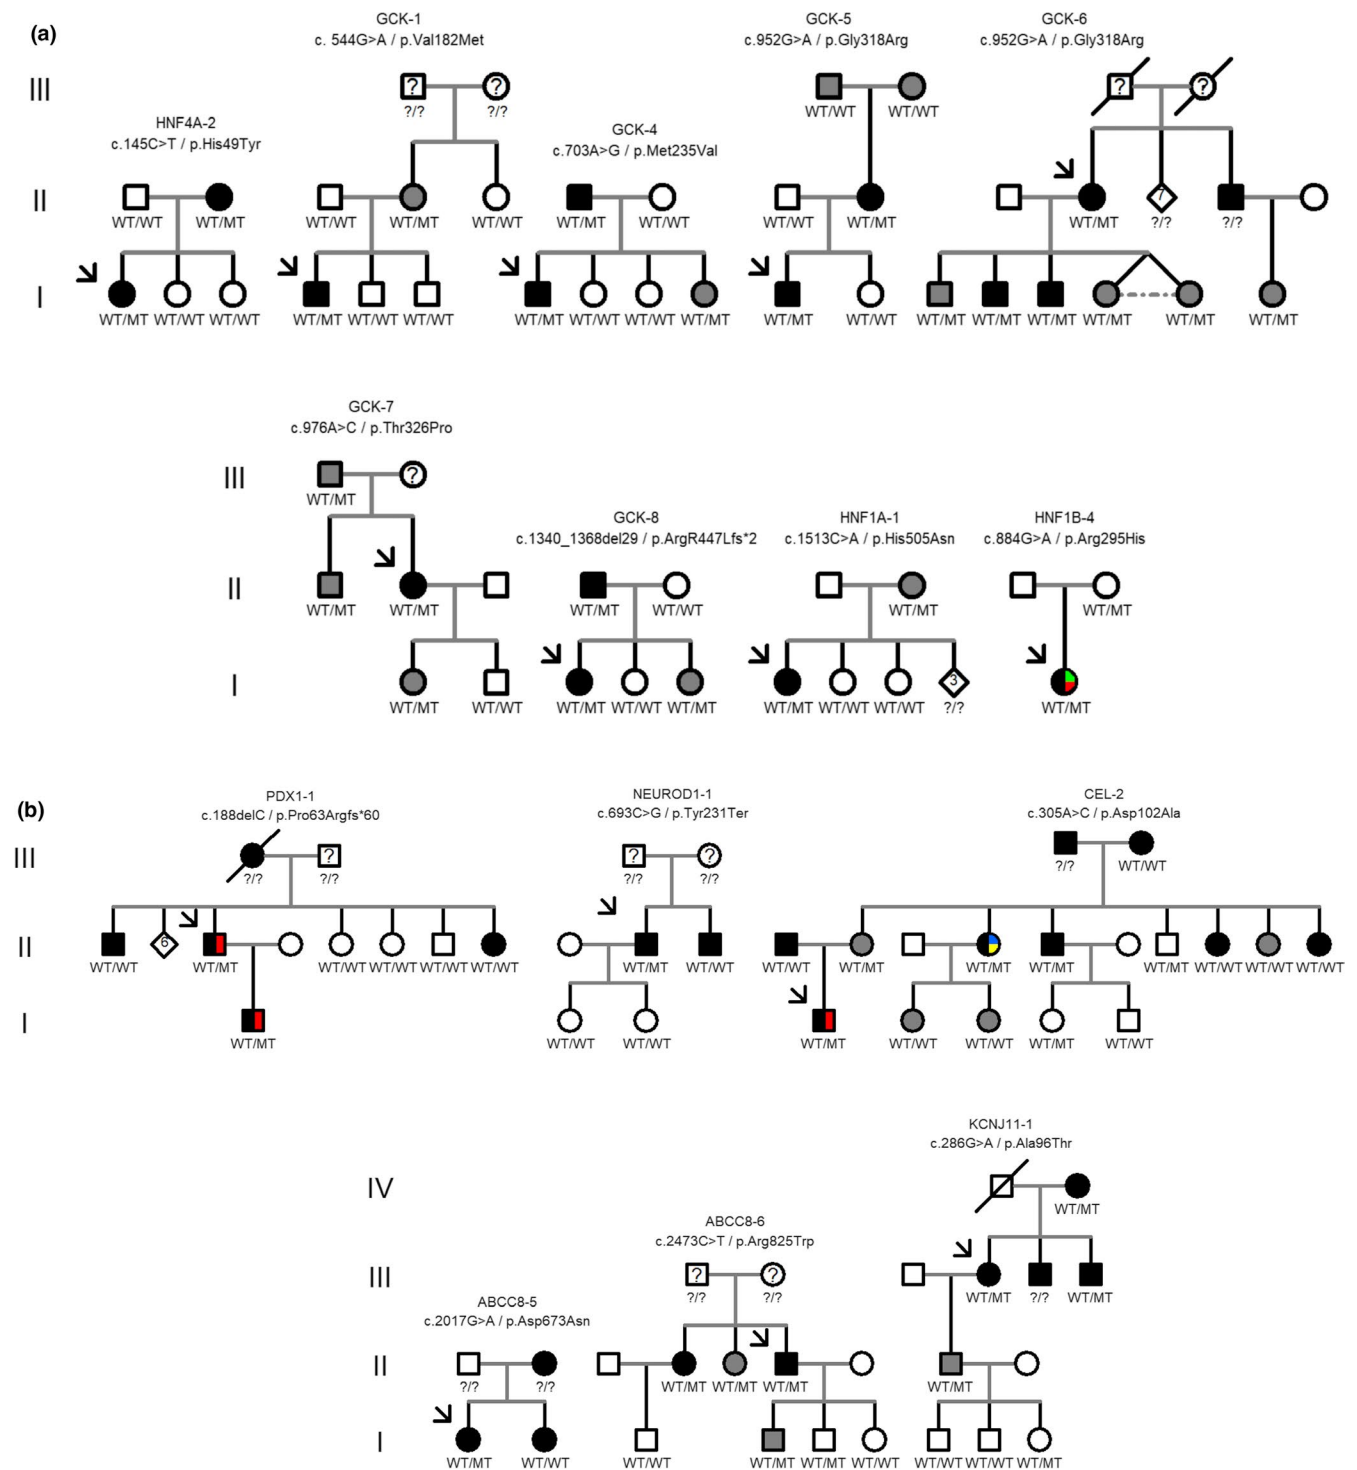 (a)
GCK-1
c. 544G>A / p.Val182Met
GCK-5
c.952G>A / p.Gly318Arg
GCK-6
c.952G>A / p.Gly318Arg
III
? ? ? ?
?/? ?/? WT/WT WT/WT
HNF4A-2
c.145C>T / p.His49Tyr
GCK-4
c.703A>G / p.Met235Val
II
7
WT/WT WT/MT WT/WT WT/MT WT/WT WT/MT WT/WT WT/WT WT/MT WT/MT ?/? ?/?
I
WT/MT WT/WT WT/WT WT/MT WT/WT WT/WT WT/MT WT/WT WT/WT WT/MT WT/MT WT/WT WT/MT WT/MT WT/MT WT/MT WT/MT WT/MT
GCK-7
c.976A>C / p.Thr326Pro
III
?
WT/MT
GCK-8
c.1340_1368del29 / p.ArgR447Lfs*2
HNF1A-1
c.1513C>A / p.His505Asn
HNF1B-4
c.884G>A / p.Arg295His
II
WT/MT WT/MT WT/MT WT/WT WT/MT WT/MT
I
3
WT/MT WT/WT WT/MT WT/WT WT/MT WT/MT WT/WT WT/WT ?/? WT/MT
(b)
PDX1-1
c.188delC / p.Pro63Argfs*60
NEUROD1-1
c.693C>G / p.Tyr231Ter
CEL-2
c.305A>C / p.Asp102Ala
III
? ? ?
?/? ?/? ?/? ?/? ?/? WT/WT
II
6
WT/WT WT/MT WT/WT WT/WT WT/WT WT/WT WT/MT WT/WT WT/WT WT/MT WT/MT WT/MT WT/MT WT/WT WT/WT WT/WT
I
WT/MT WT/WT WT/WT WT/MT WT/WT WT/WT WT/MT WT/WT
KCNJ11-1
c.286G>A / p.Ala96Thr
IV
WT/MT
ABCC8-6
c.2473C>T / p.Arg825Trp
III
? ?
?/? ?/? WT/MT ?/? WT/MT
ABCC8-5
c.2017G>A / p.Asp673Asn
II
?/? ?/? WT/MT WT/MT WT/MT WT/MT
I
WT/MT WT/WT WT/WT WT/MT WT/MT WT/WT WT/WT WT/WT WT/MT